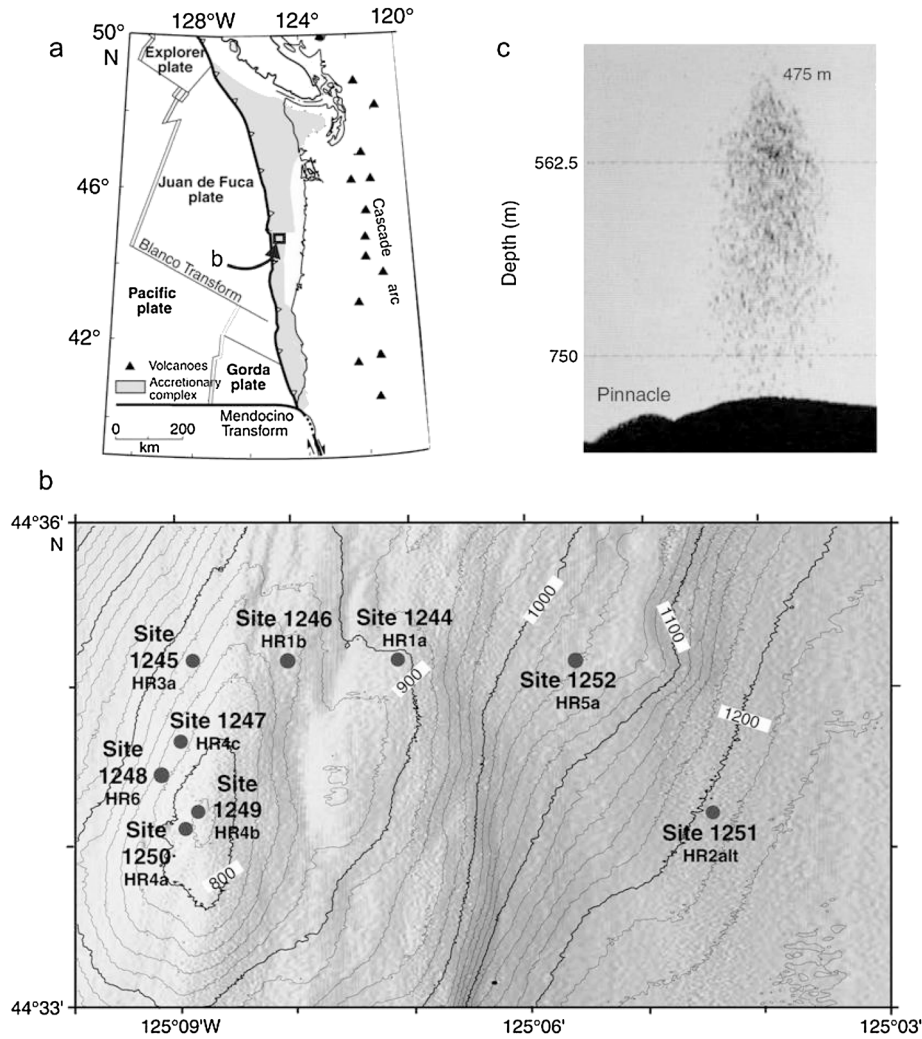 a
50°
N
128°W
124°
120°
Explorer
plate
46°
Juan de Fuca
plate
b
Cascade
arc
Blanco Transform
Pacific
plate
42°
Volcanoes
Accretionary
complex
Gorda
plate
0 200
km
Mendocino
Transform
c
475 m
562.5
Depth (m)
750
Pinnacle
b
44°36'
N
Site
1245
HR3a
Site 1246
HR1b
Site 1244
HR1a
900
1000
1100
Site 1252
HR5a
1200
Site 1247
HR4c
Site
1248
HR6
Site
1249
HR4b
Site
1250
HR4a
800
Site 1251
HR2alt
44°33'
125°09'W
125°06'
125°03'